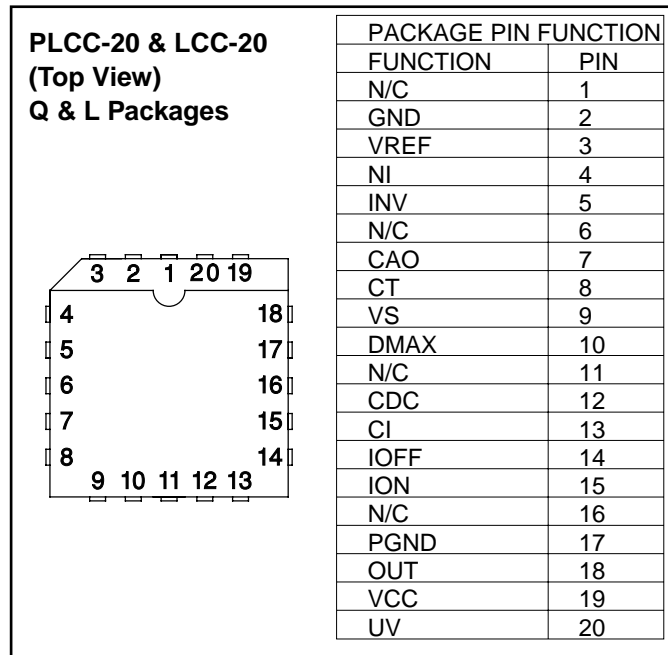 PLCC-20 & LCC-20
(Top View)
Q & L Packages
3 2 1 20 19
4 18
5 17
6 16
7 15
8 14
9 10 11 12 13
PACKAGE PIN FUNCTION
FUNCTION PIN
N/C 1
GND 2
VREF 3
NI 4
INV 5
N/C 6
CAO 7
CT 8
VS 9
DMAX 10
N/C 11
CDC 12
CI 13
IOFF 14
ION 15
N/C 16
PGND 17
OUT 18
VCC 19
UV 20